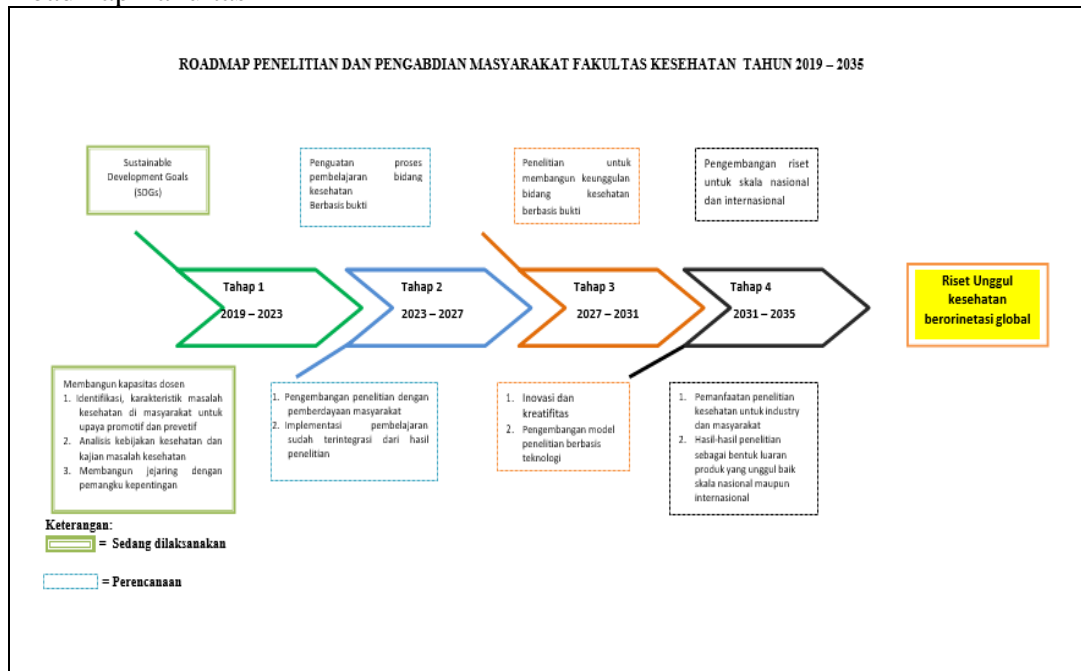 ROADMAP PENELITIAN DAN PENGABDIAN MASYARAKAT FAKULTAS KESEHATAN TAHUN 2019 – 2035
Sustainable
Development Goals
(SDGs)
Penguatan proses
pembelajaran bidang
kesehatan
Berbasis bukti
Penelitian untuk
membangun keunggulan
bidang kesehatan
berbasis bukti
Pengembangan riset
untuk skala nasional
dan internasional
Tahap 1
2019 – 2023
Tahap 2
2023 – 2027
Tahap 3
2027 – 2031
Tahap 4
2031 – 2035
Riset Unggul
kesehatan
berorinetasi global
Membangun kapasitas dosen
1. Identifikasi, karakteristik masalah
kesehatan di masyarakat untuk
upaya promotif dan prevetif
2. Analisis kebijakan kesehatan dan
kajian masalah kesehatan
3. Membangun jejaring dengan
pemangku kepentingan
1. Pengembangan penelitian dengan
pemberdayaan masyarakat
2. Implementasi pembelajaran
sudah terintegrasi dari hasil
penelitian
1. Inovasi dan
kreatifitas
2. Pengembangan model
penelitian berbasis
teknologi
1. Pemanfaatan penelitian
kesehatan untuk industry
dan masyarakat
2. Hasil-hasil penelitian
sebagai bentuk luaran
produk yang unggul baik
skala nasional maupun
internasional
Keterangan:
= Sedang dilaksanakan
= Perencanaan